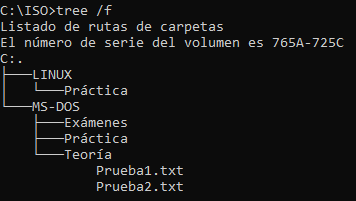 C:\ISO>tree /f
Listado de rutas de carpetas
El número de serie del volumen es 765A-725C
C:.
├───LINUX
│   └───Práctica
└───MS-DOS
    ├───Exámenes
    ├───Práctica
    └───Teoría
            Prueba1.txt
            Prueba2.txt